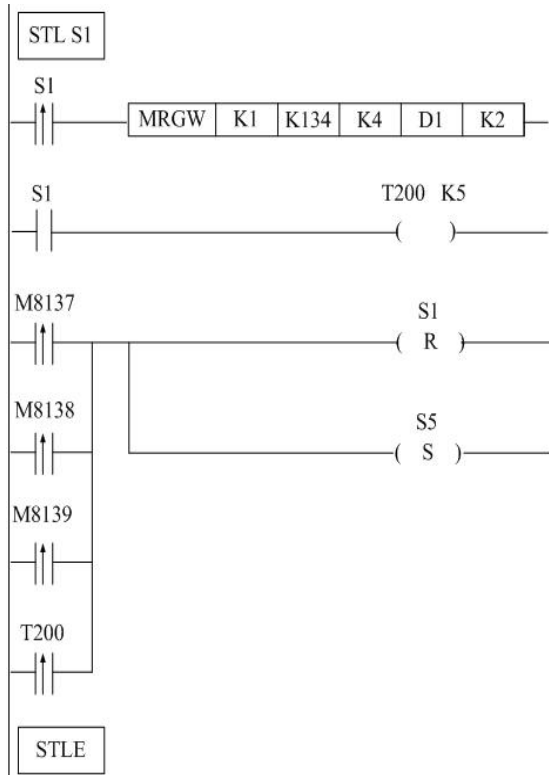 STL S1
S1
MRGW K1 K134 K4 D1 K2
S1
T200 K5
( )
M8137
S1
( R )
M8138
S5
( S )
M8139
T200
STLE